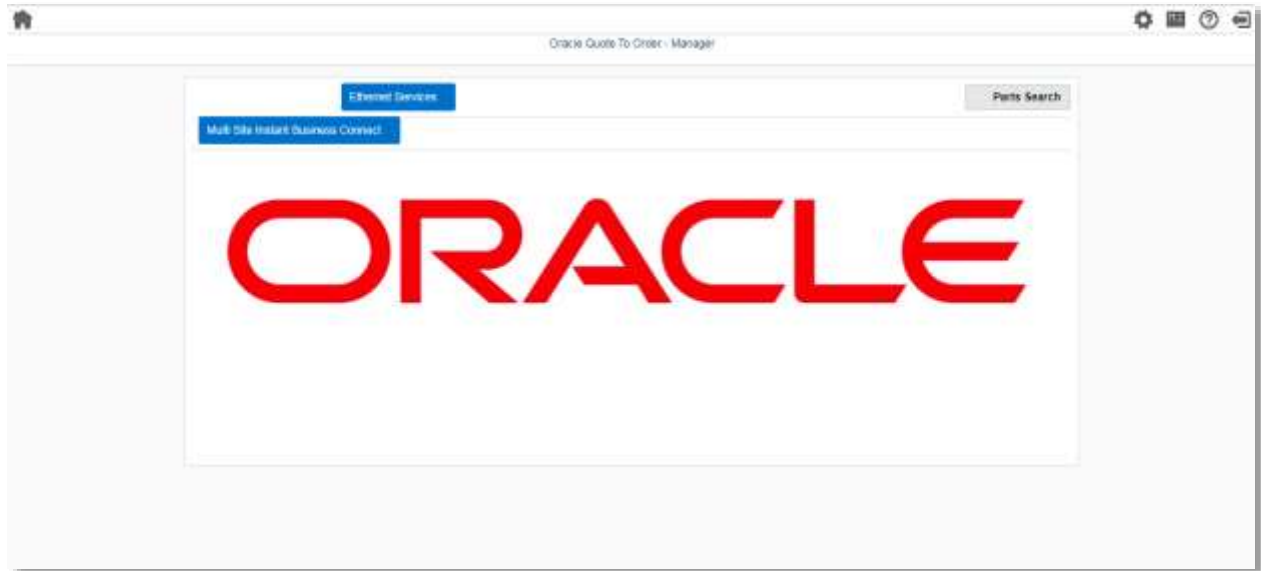 Oracle Quote To Order - Manager
Ethernet Services
Parts Search
Multi Site Instant Business Connect
ORACLE